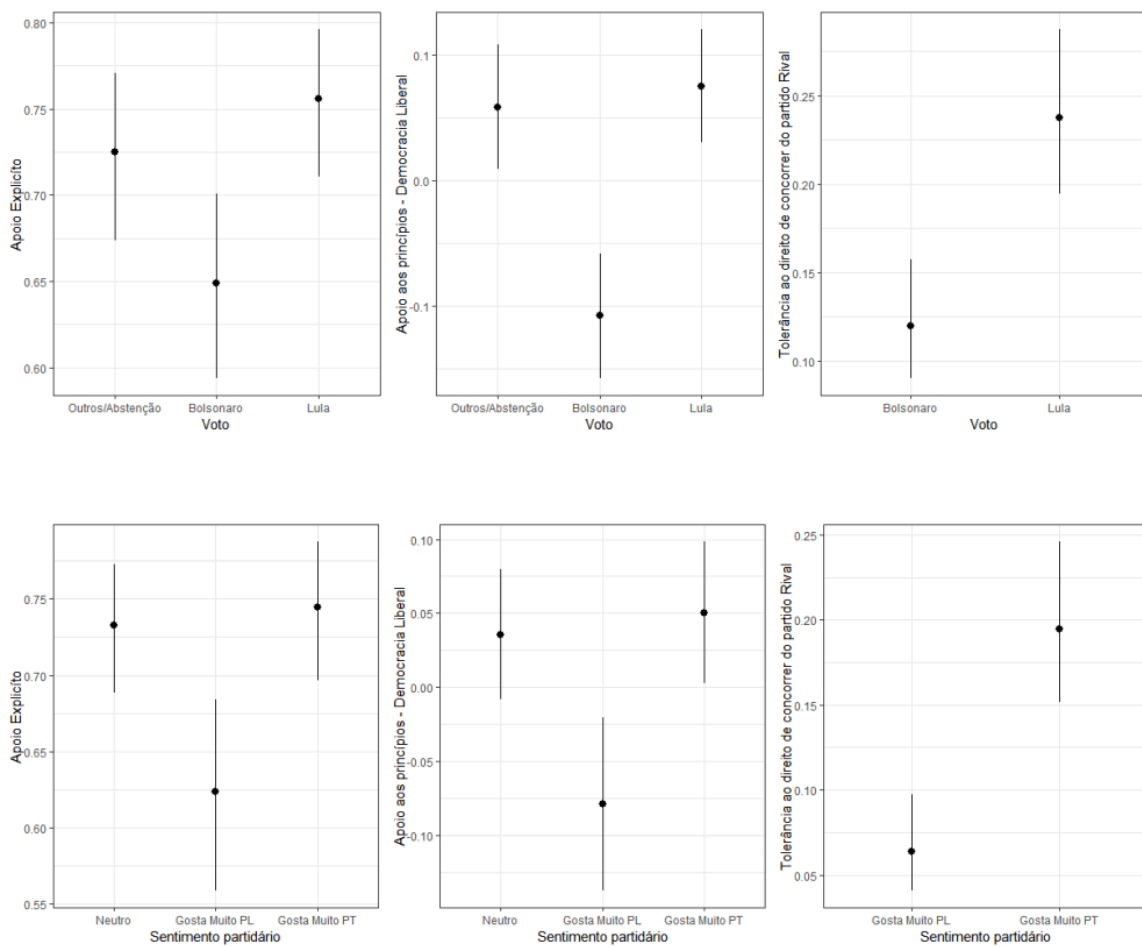 Apoio Explicíto
0.80
0.75
0.70
0.65
0.60
Outros/Abstenção Bolsonaro Lula
Voto
Apoio aos princípios - Democracia Liberal
0.1
0.0
-0.1
Outros/Abstenção Bolsonaro Lula
Voto
Tolerância ao direito de concorrer do partido Rival
0.25
0.20
0.15
0.10
Bolsonaro Lula
Voto
Apoio Explicíto
0.75
0.70
0.65
0.60
0.55
Neutro Gosta Muito PL Gosta Muito PT
Sentimento partidário
Apoio aos princípios - Democracia Liberal
0.10
0.05
0.00
-0.05
-0.10
Neutro Gosta Muito PL Gosta Muito PT
Sentimento partidário
Tolerância ao direito de concorrer do partido Rival
0.25
0.20
0.15
0.10
0.05
Gosta Muito PL Gosta Muito PT
Sentimento partidário